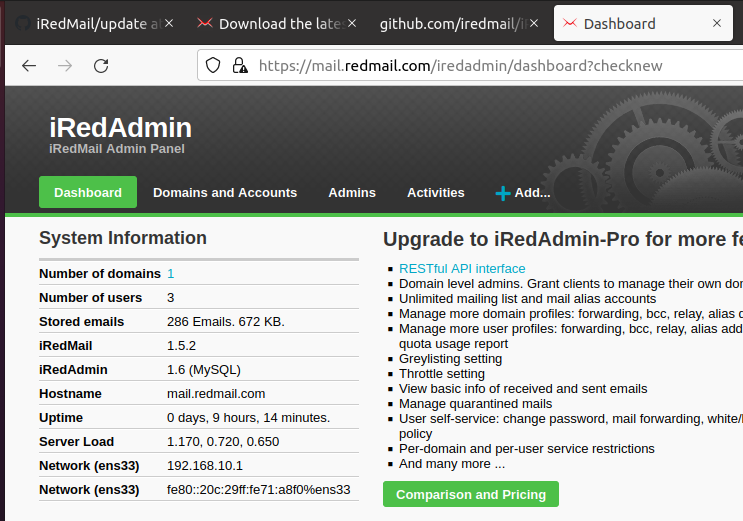 iRedMail/update a
Download the lates
github.com/iredmail/i
Dashboard
https://mail.redmail.com/iredadmin/dashboard?checknew
iRedAdmin
iRedMail Admin Panel
Dashboard Domains and Accounts Admins Activities Add...
System Information
Number of domains 1
Number of users 3
Stored emails 286 Emails. 672 KB.
iRedMail 1.5.2
iRedAdmin 1.6 (MySQL)
Hostname mail.redmail.com
Uptime 0 days, 9 hours, 14 minutes.
Server Load 1.170, 0.720, 0.650
Network (ens33) 192.168.10.1
Network (ens33) fe80::20c:29ff:fe71:a8f0%ens33
Upgrade to iRedAdmin-Pro for more fe
RESTful API interface
Domain level admins. Grant clients to manage their own dom
Unlimited mailing list and mail alias accounts
Manage more domain profiles: forwarding, bcc, relay, alias d
Manage more user profiles: forwarding, bcc, relay, alias add
quota usage report
Greylisting setting
Throttle setting
View basic info of received and sent emails
Manage quarantined mails
User self-service: change password, mail forwarding, white/
policy
Per-domain and per-user service restrictions
And many more ...
Comparison and Pricing